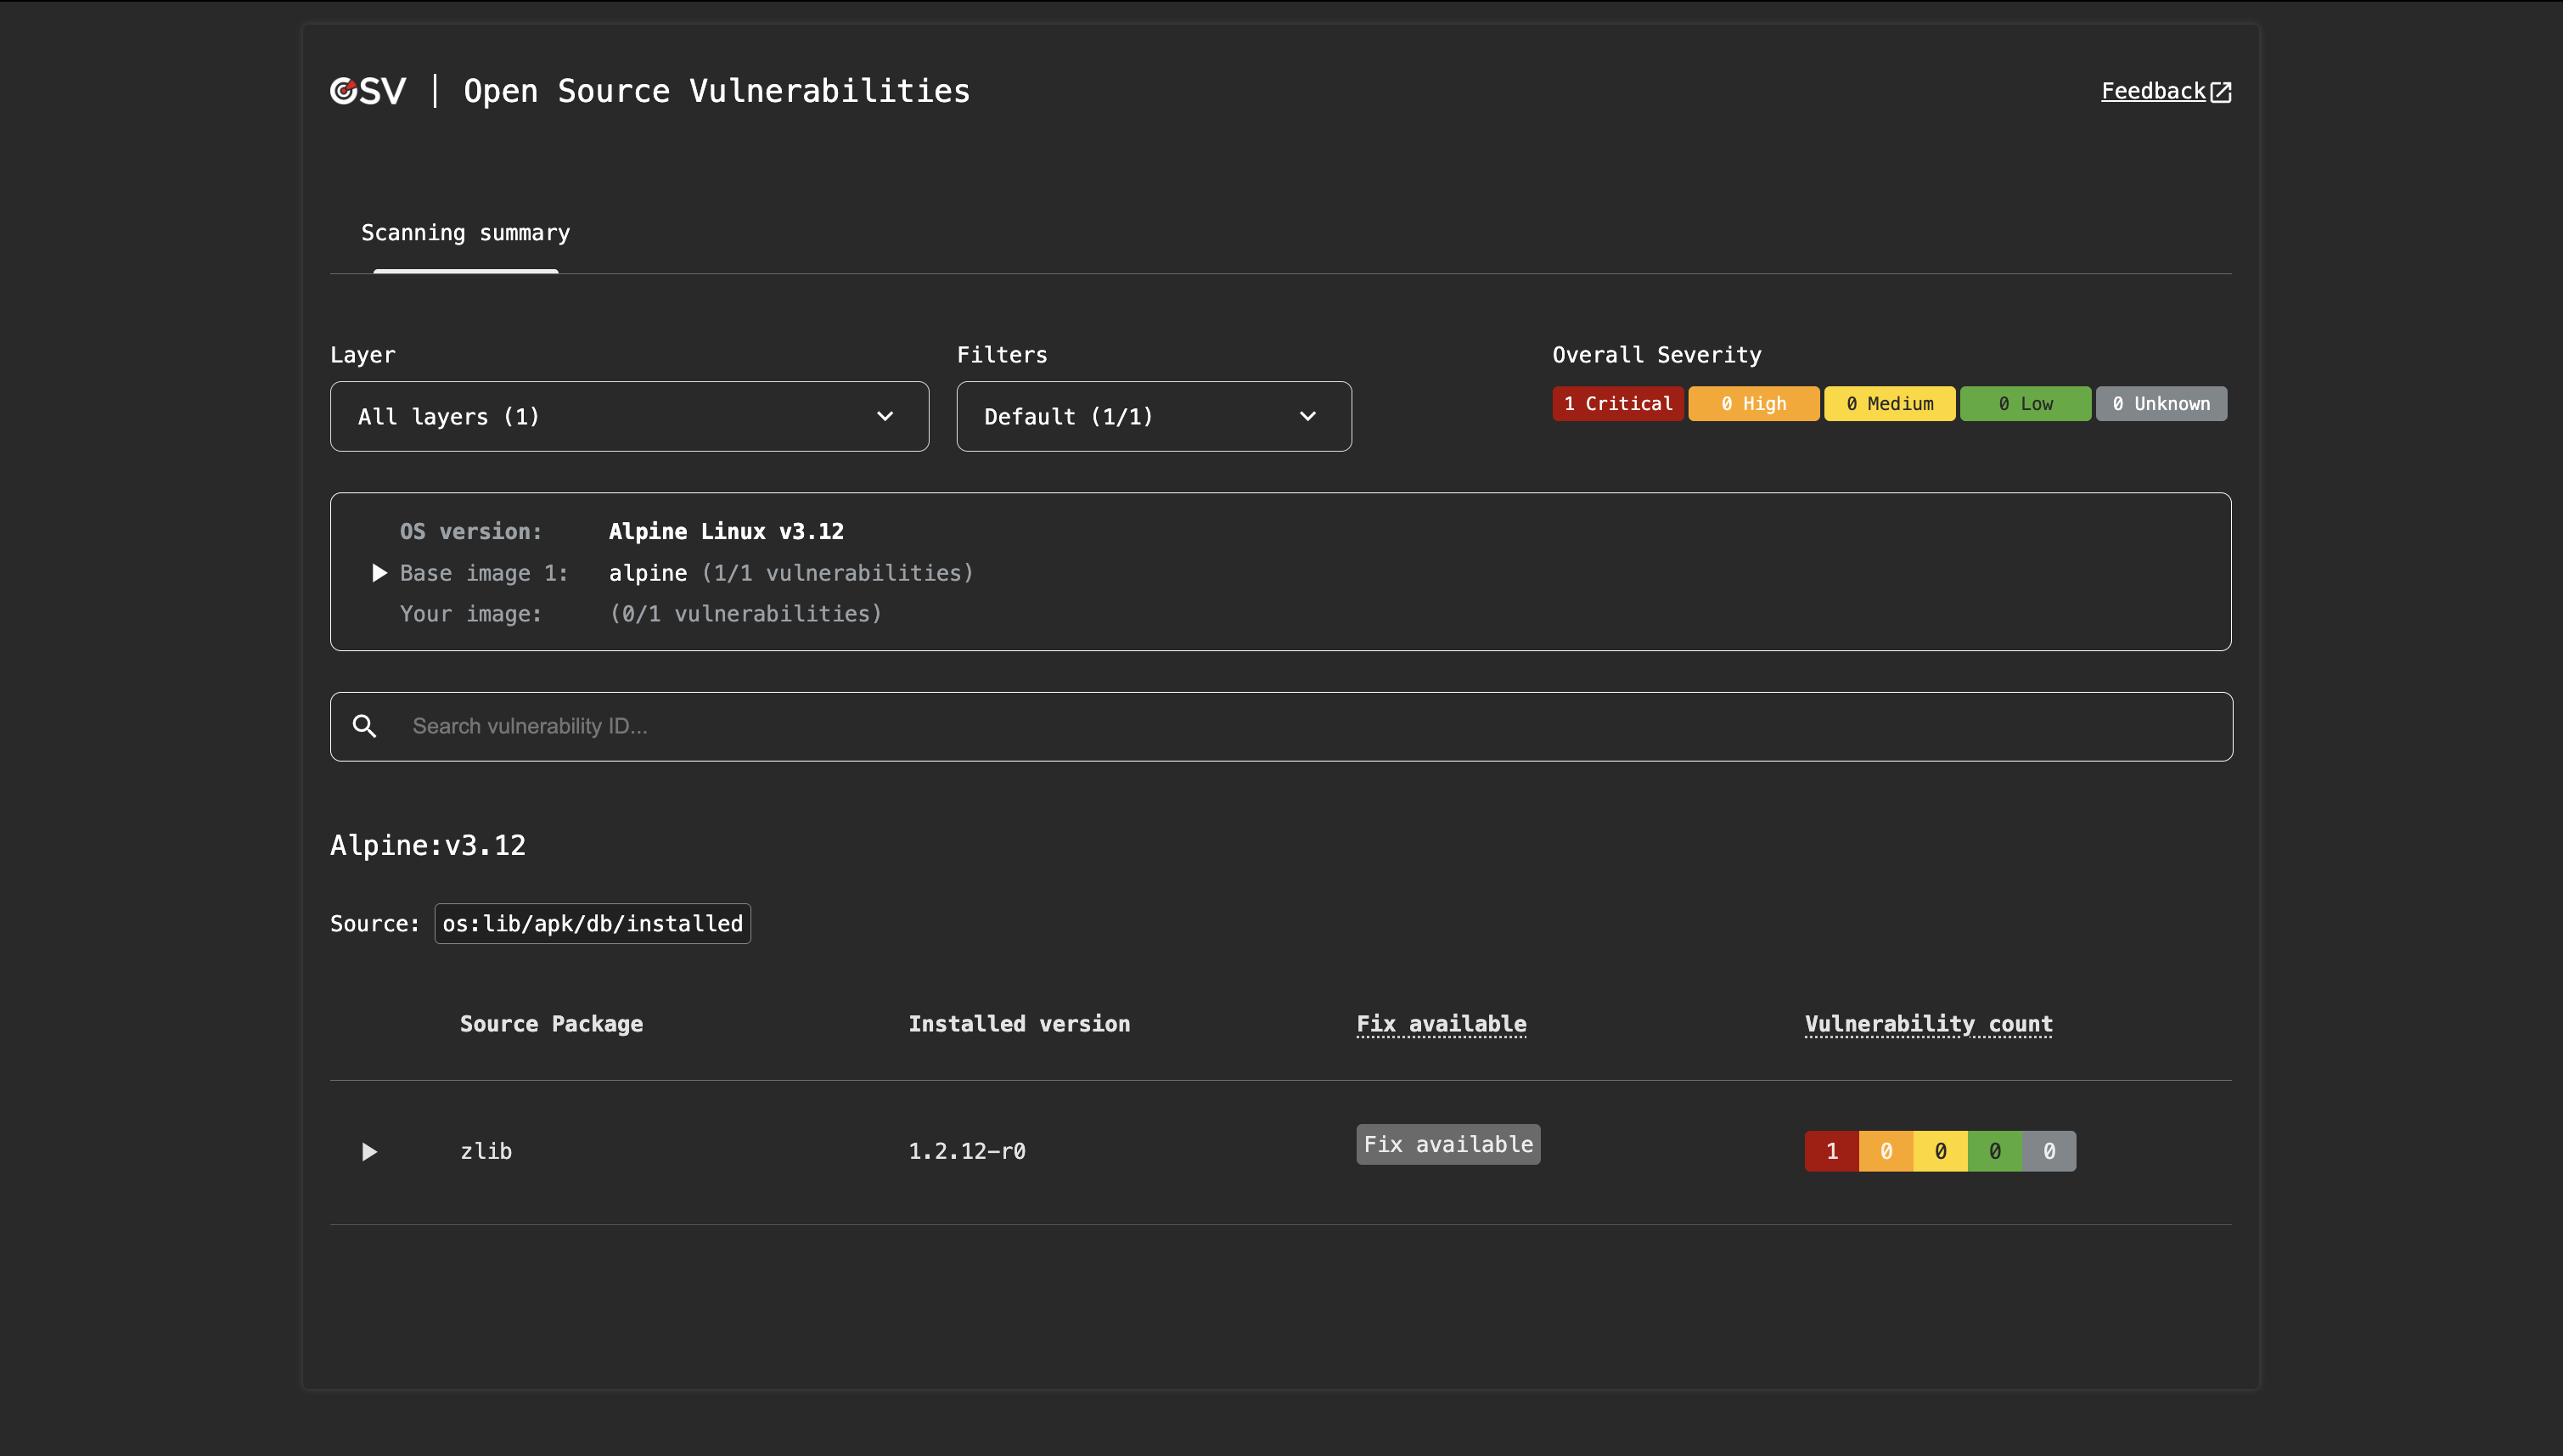 OSV | Open Source Vulnerabilities
Feedback
Scanning summary
Layer
Filters
Overall Severity
All layers (1)
Default (1/1)
1 Critical
0 High
0 Medium
0 Low
0 Unknown
OS version: Alpine Linux v3.12
Base image 1: alpine (1/1 vulnerabilities)
Your image: (0/1 vulnerabilities)
Search vulnerability ID...
Alpine:v3.12
Source: os:lib/apk/db/installed
Source Package Installed version Fix available Vulnerability count
zlib 1.2.12-r0 Fix available 1 0 0 0 0